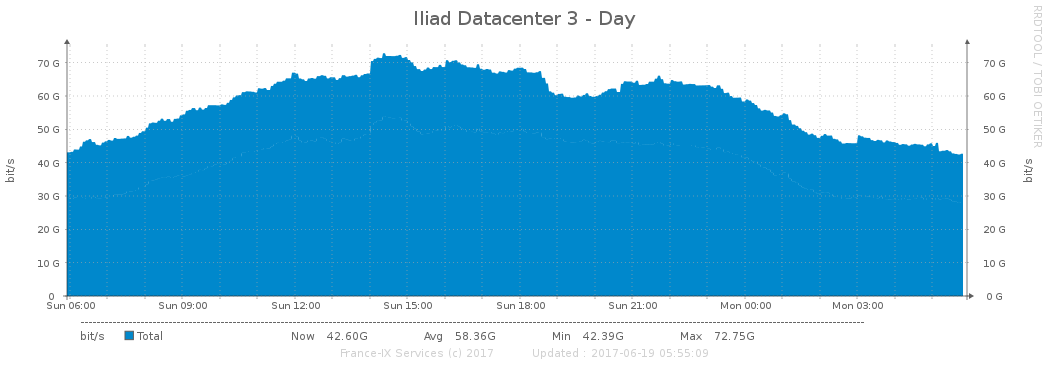 Iliad Datacenter 3 - Day
RRDTOOL / TOBI OETIKER
bit/s
70 G
60 G
50 G
40 G
30 G
20 G
10 G
0
70 G
60 G
50 G
40 G
30 G
20 G
10 G
0 G
bit/s
Sun 06:00 Sun 09:00 Sun 12:00 Sun 15:00 Sun 18:00 Sun 21:00 Mon 00:00 Mon 03:00
bit/s Total Now 42.60G Avg 58.36G Min 42.39G Max 72.75G
France-IX Services (c) 2017 Updated : 2017-06-19 05:55:09